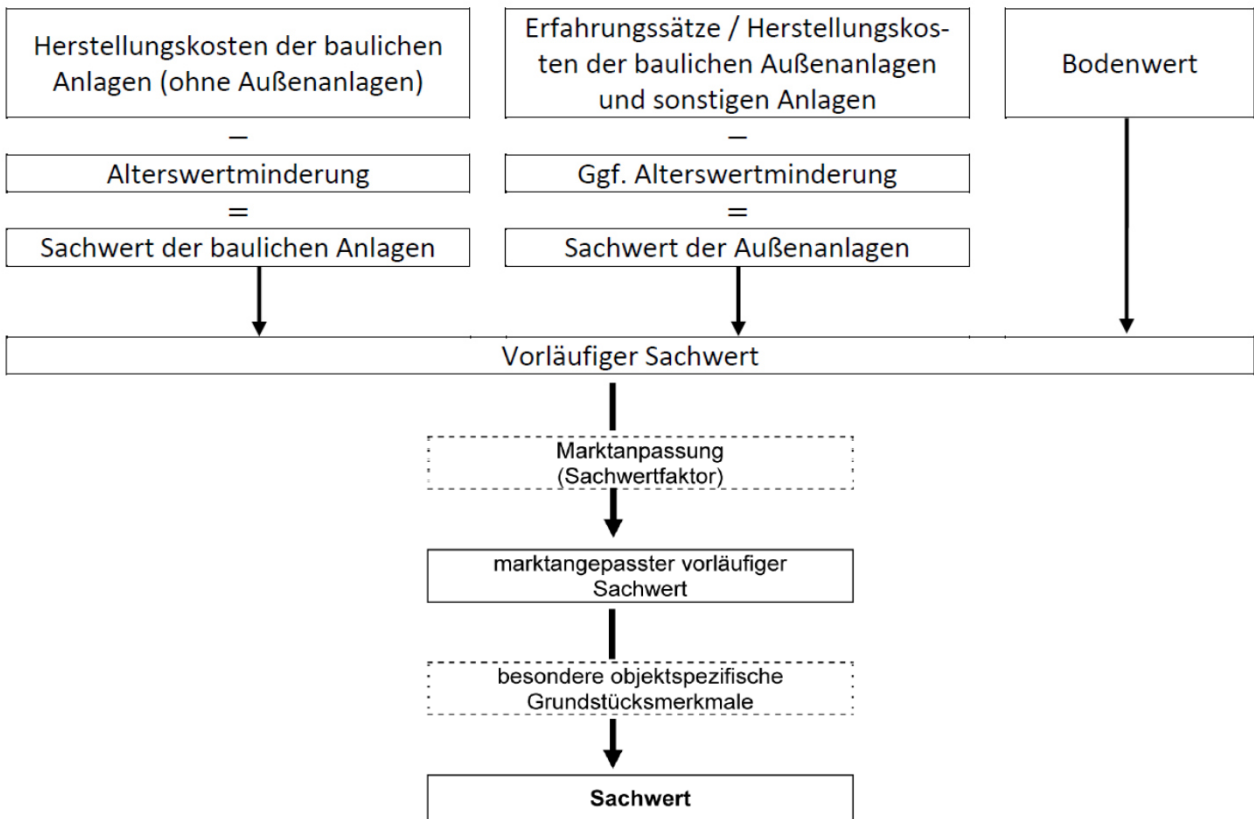 Herstellungskosten der baulichen
Anlagen (ohne Außenanlagen)
Erfahrungssätze / Herstellungskos-
ten der baulichen Außenanlagen
und sonstigen Anlagen
Bodenwert
–
–
Alterswertminderung
Ggf. Alterswertminderung
=
=
Sachwert der baulichen Anlagen
Sachwert der Außenanlagen
Vorläufiger Sachwert
Marktanpassung
(Sachwertfaktor)
marktangepasster vorläufiger
Sachwert
besondere objektspezifische
Grundstücksmerkmale
Sachwert